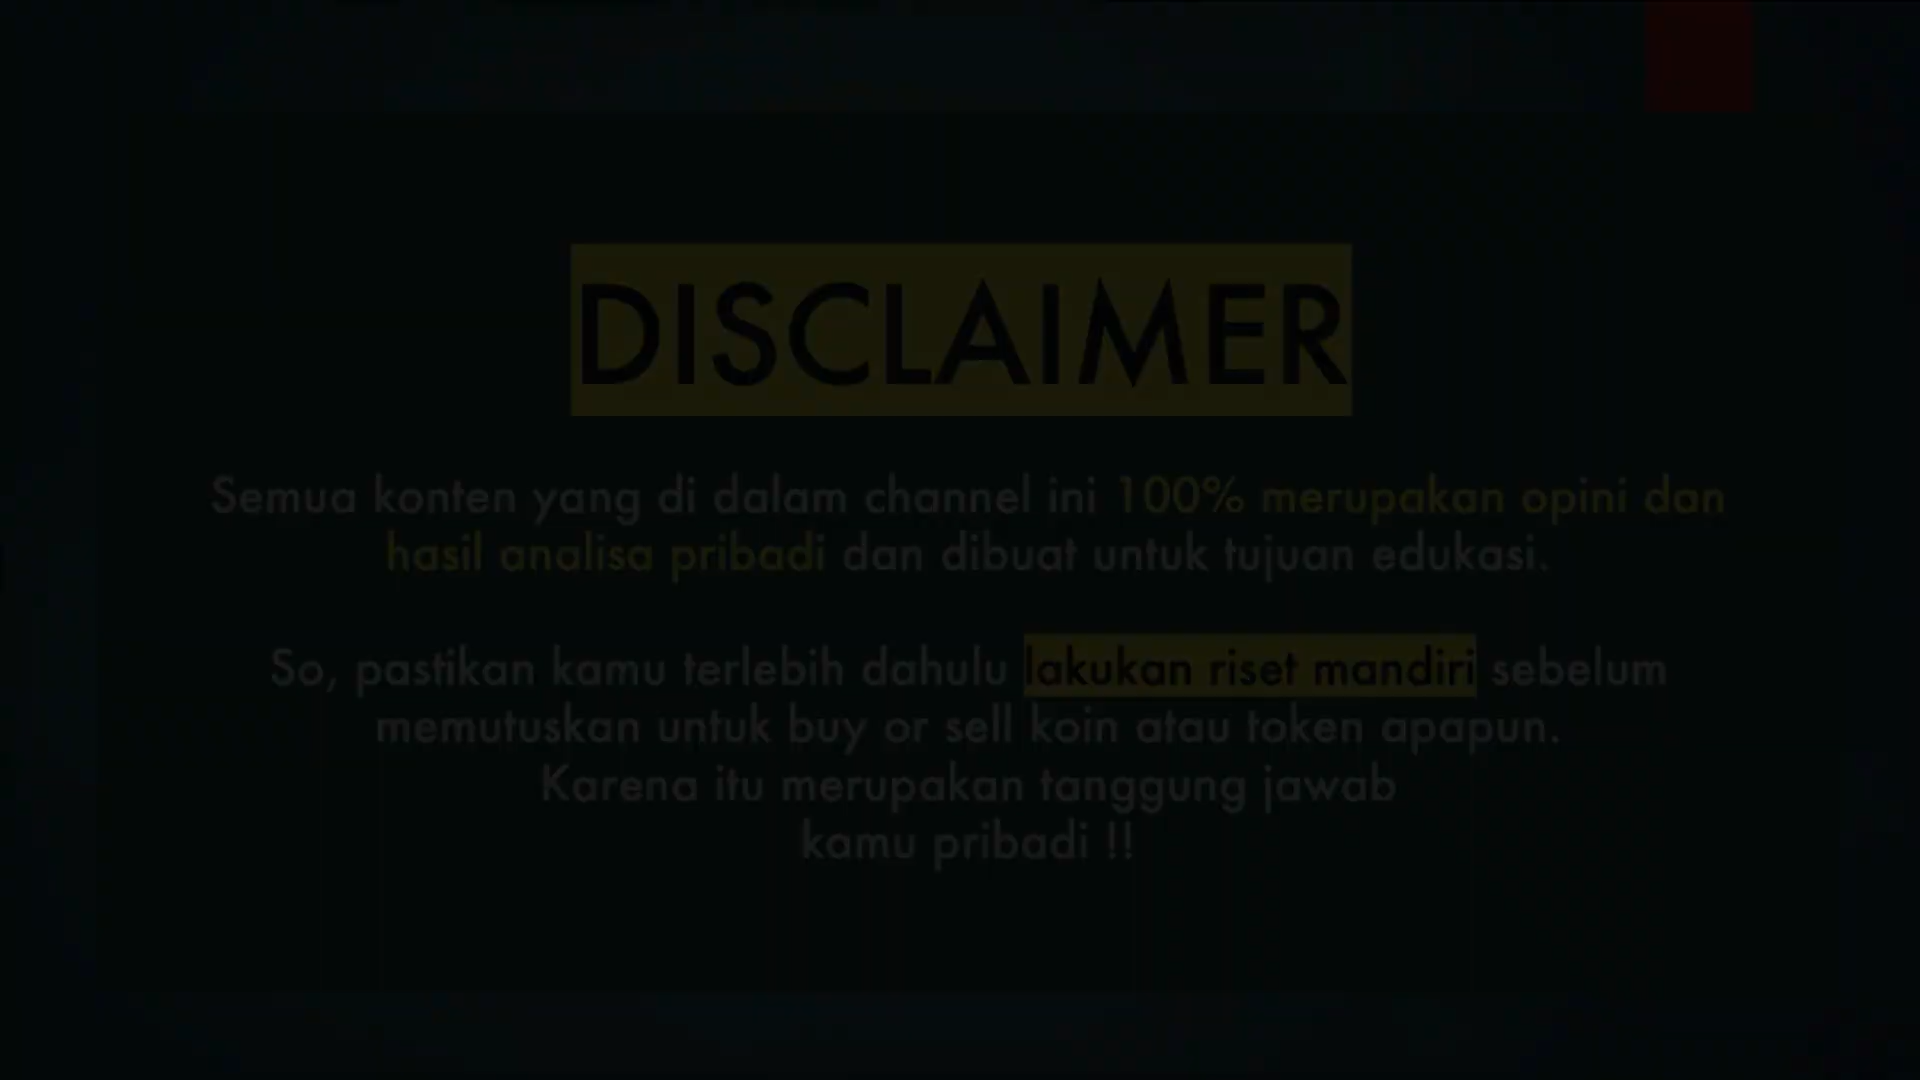 DISCLAIMER
Semua konten yang di dalam channel ini 100% merupakan opini dan
hasil analisa pribadi dan dibuat untuk tujuan edukasi.
So, pastikan kamu terlebih dahulu lakukan riset mandiri sebelum
memutuskan untuk buy or sell koin atau token apapun.
Karena itu merupakan tanggung jawab
kamu pribadi !!